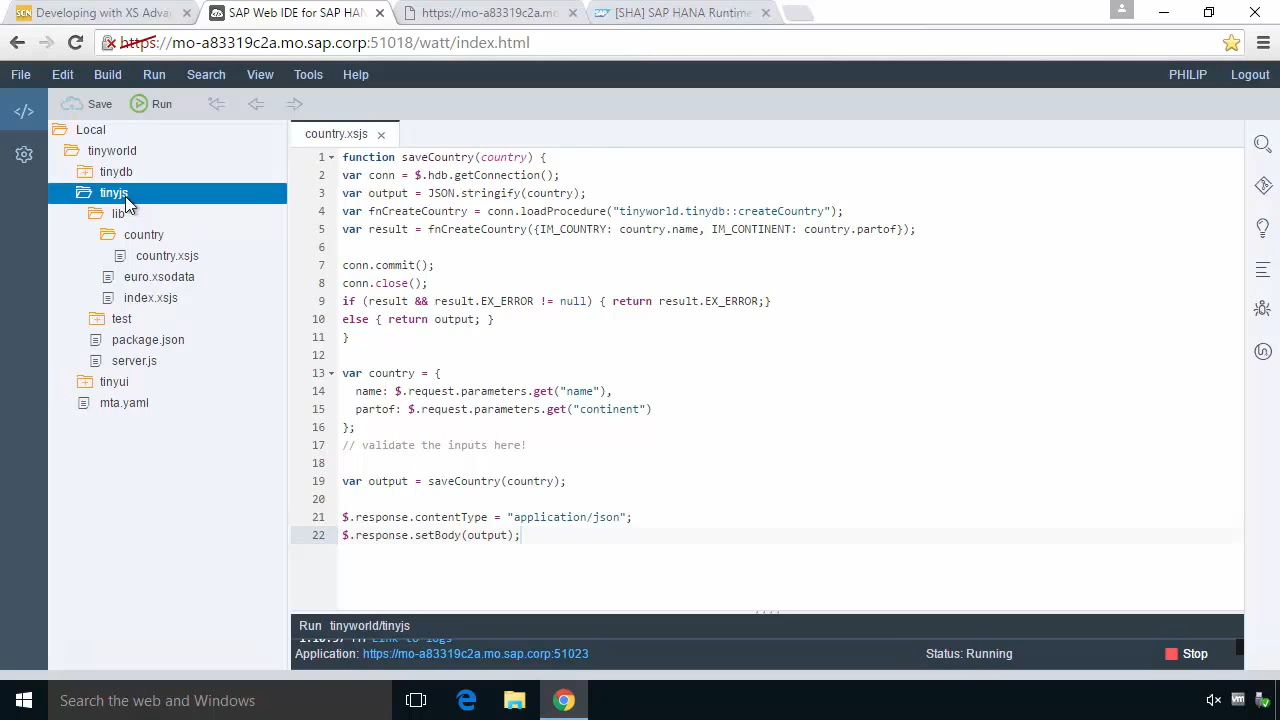 Developing with XS Adva
SAP Web IDE for SAP HAN
https://mo-a83319c2a.mo.
[SHA] SAP HANA Runtime
https://mo-a83319c2a.mo.sap.corp:51018/watt/index.html
File Edit Build Run Search View Tools Help PHILIP Logout
Save Run
Local
tinyworld
tinydb
tinyjs
lib
country
country.xsjs
euro.xsodata
index.xsjs
test
package.json
server.js
tinyui
mta.yaml
country.xsjs
1 function saveCountry(country) {
2 var conn = $.hdb.getConnection();
3 var output = JSON.stringify(country);
4 var fnCreateCountry = conn.loadProcedure("tinyworld.tinydb::createCountry");
5 var result = fnCreateCountry({IM_COUNTRY: country.name, IM_CONTINENT: country.partof});
6
7 conn.commit();
8 conn.close();
9 if (result && result.EX_ERROR != null) { return result.EX_ERROR;}
10 else { return output; }
11 }
12
13 var country = {
14 name: $.request.parameters.get("name"),
15 partof: $.request.parameters.get("continent")
16 };
17 // validate the inputs here!
18
19 var output = saveCountry(country);
20
21 $.response.contentType = "application/json";
22 $.response.setBody(output);
Run tinyworld/tinyjs
Link to logs
Application: https://mo-a83319c2a.mo.sap.corp:51023 Status: Running Stop
Search the web and Windows